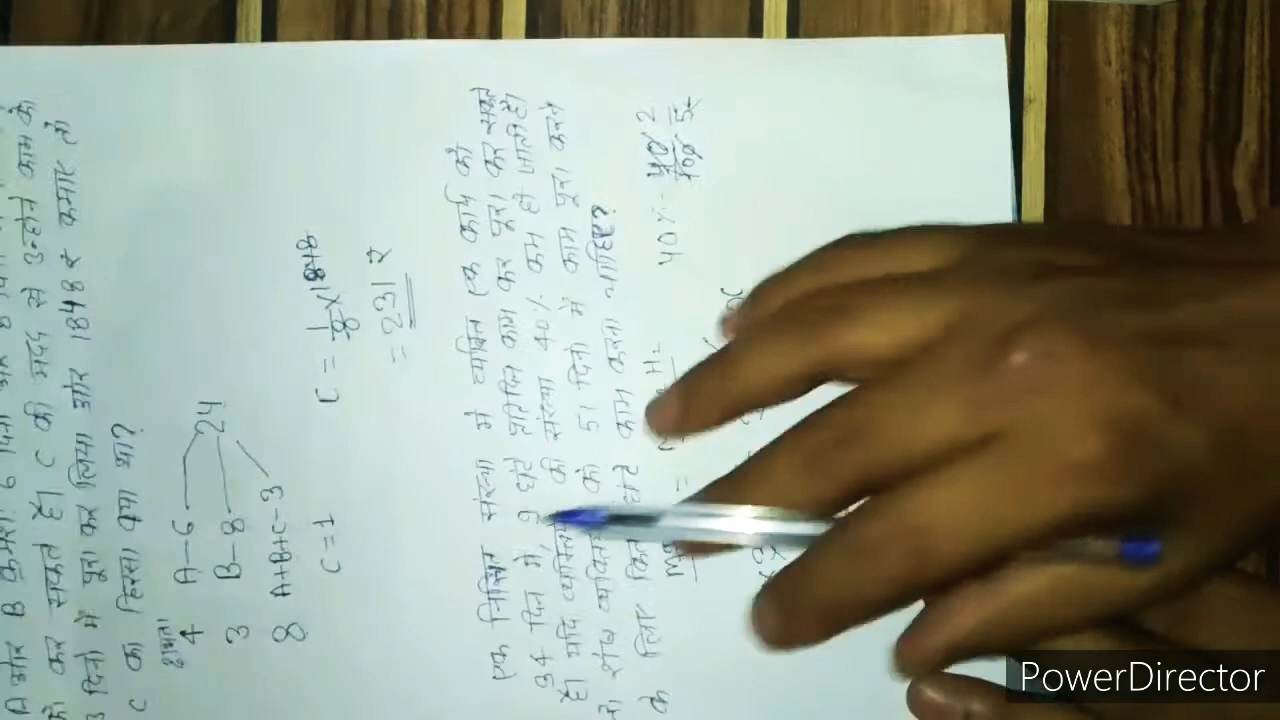 A और B क्रमशः 6 दिनों और 8
को कर सकते है। C की मदद से उन्होने काम को
3 दिनो में पूरा कर लिया और 1848 ₹ कमाए तो
C का हिस्सा क्या था?
क्षमता
4 A-6
24
3 B-8
8 A+B+C-3
C = 1
C = 1/8 × 1848
= 231 ₹
एक निश्चित संख्या मे व्यक्ति एक कार्य को
34 दिन मे, 9 घंटे प्रतिदिन काम कर पूरा कर सकते
है। यदि व्यक्तियो की संख्या 40% कम हो जाती है।
तो शेष व्यक्तियो को 51 दिनो मे काम पूरा करने
के लिए घंटे काम करना चाहिए?
40% 40/100 2/5
=
PowerDirector